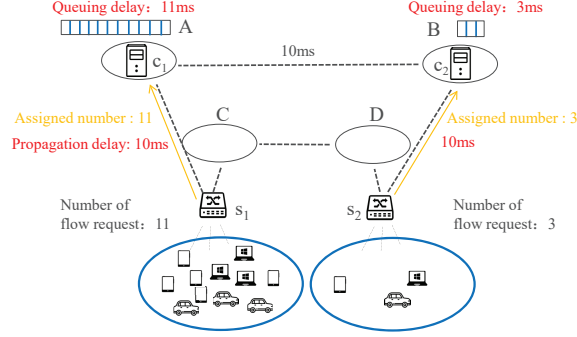 Queuing delay: 11ms
Queuing delay: 3ms
A
B
10ms
c1
c2
C
D
Assigned number : 11
Assigned number : 3
Propagation delay: 10ms
10ms
Number of
flow request： 11
s1
s2
Number of
flow request：
3